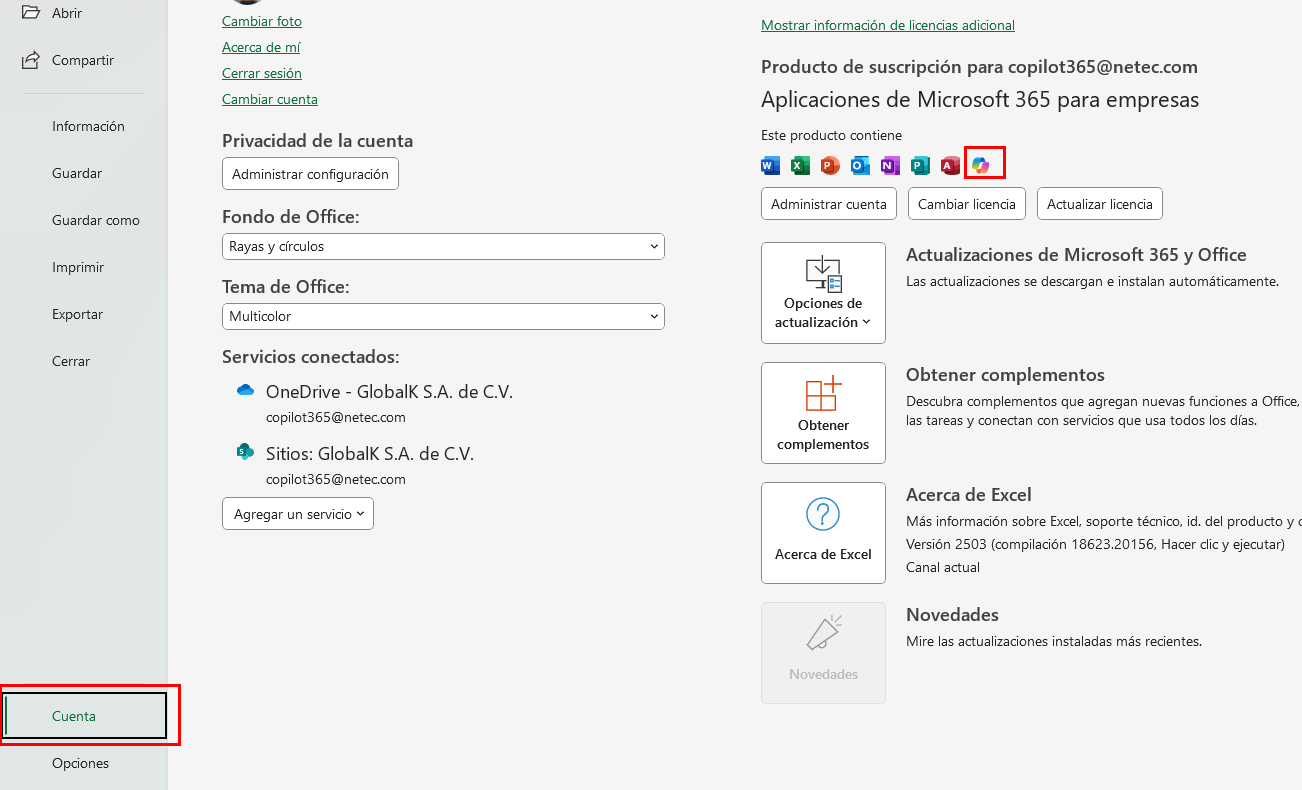 Abrir
Compartir
Información
Guardar
Guardar como
Imprimir
Exportar
Cerrar
Cuenta
Opciones
Cambiar foto
Acerca de mí
Cerrar sesión
Cambiar cuenta
Privacidad de la cuenta
Administrar configuración
Fondo de Office:
Rayas y círculos
Tema de Office:
Multicolor
Servicios conectados:
OneDrive - GlobalK S.A. de C.V.
copilot365@netec.com
Sitios: GlobalK S.A. de C.V.
copilot365@netec.com
Agregar un servicio
Mostrar información de licencias adicional
Producto de suscripción para copilot365@netec.com
Aplicaciones de Microsoft 365 para empresas
Este producto contiene
W X P O N P A
Administrar cuenta Cambiar licencia Actualizar licencia
Opciones de
actualización
Actualizaciones de Microsoft 365 y Office
Las actualizaciones se descargan e instalan automáticamente.
Obtener
complementos
Obtener complementos
Descubra complementos que agregan nuevas funciones a Office,
las tareas y conectan con servicios que usa todos los días.
Acerca de Excel
Acerca de Excel
Más información sobre Excel, soporte técnico, id. del producto y
Versión 2503 (compilación 18623.20156, Hacer clic y ejecutar)
Canal actual
Novedades
Novedades
Mire las actualizaciones instaladas más recientes.